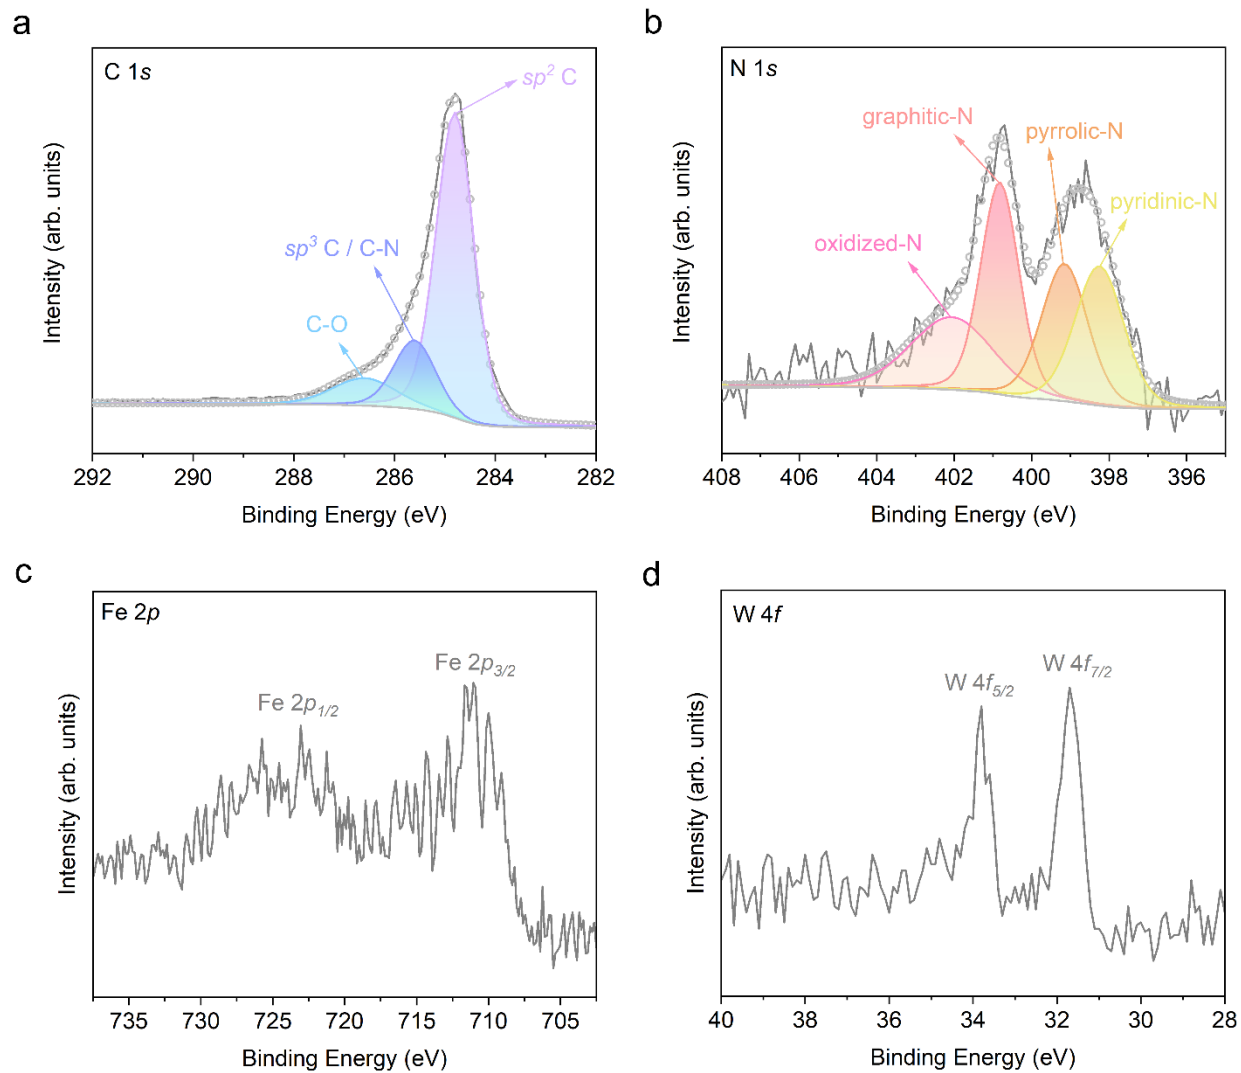 a
C 1s
sp² C
sp³ C / C-N
C-O
Intensity (arb. units)
292 290 288 286 284 282
Binding Energy (eV)
b
N 1s
graphitic-N
pyrrolic-N
pyridinic-N
oxidized-N
Intensity (arb. units)
408 406 404 402 400 398 396
Binding Energy (eV)
c
Fe 2p
Fe 2p3/2
Fe 2p1/2
Intensity (arb. units)
735 730 725 720 715 710 705
Binding Energy (eV)
d
W 4f
W 4f7/2
W 4f5/2
Intensity (arb. units)
40 38 36 34 32 30 28
Binding Energy (eV)